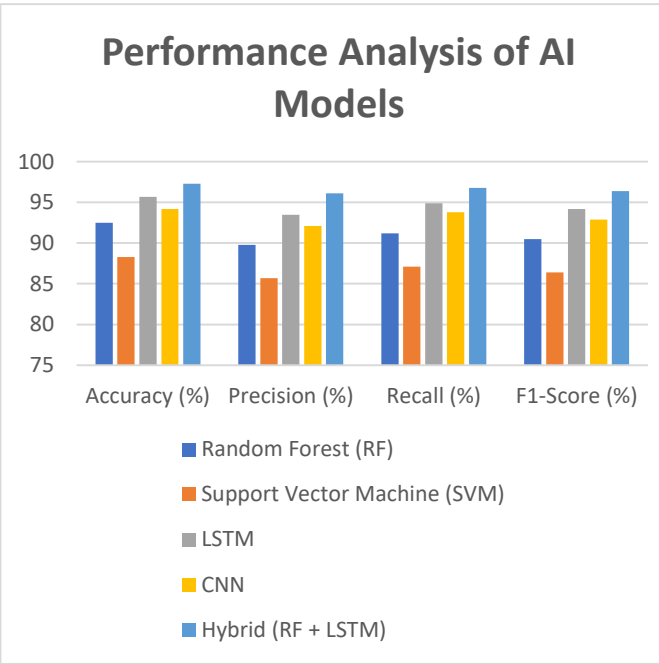 Performance Analysis of AI
Models
100
95
90
85
80
75
Accuracy (%) Precision (%) Recall (%) F1-Score (%)
Random Forest (RF)
Support Vector Machine (SVM)
LSTM
CNN
Hybrid (RF + LSTM)